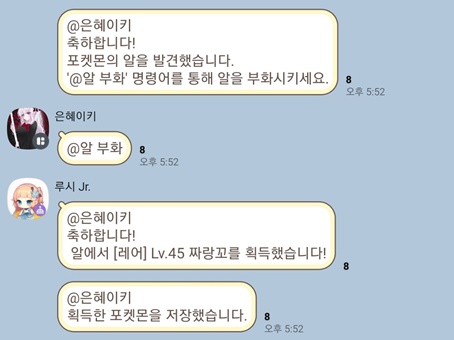 @은혜이키
축하합니다!
포켓몬의 알을 발견했습니다.
'@알 부화' 명령어를 통해 알을 부화시키세요.
8
오후 5:52
은혜이키
@알 부화
8
오후 5:52
루시 Jr.
@은혜이키
축하합니다!
알에서 [레어] Lv.45 짜랑꼬를 획득했습니다!
8
@은혜이키
획득한 포켓몬을 저장했습니다.
8
오후 5:52